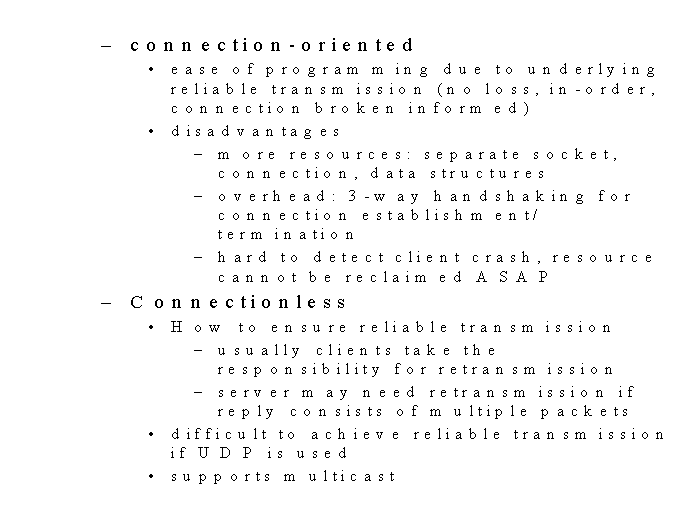 – connection-oriented
• ease of programming due to underlying
reliable transmission (no loss, in-order,
connection broken informed)
• disadvantages
– more resources: separate socket,
connection, data structures
– overhead: 3-way handshaking for
connection establishment/
termination
– hard to detect client crash, resource
cannot be reclaimed ASAP
– Connectionless
• How to ensure reliable transmission
– usually clients take the
responsibility for retransmission
– server may need retransmission if
reply consists of multiple packets
• difficult to achieve reliable transmission
if UDP is used
• supports multicast